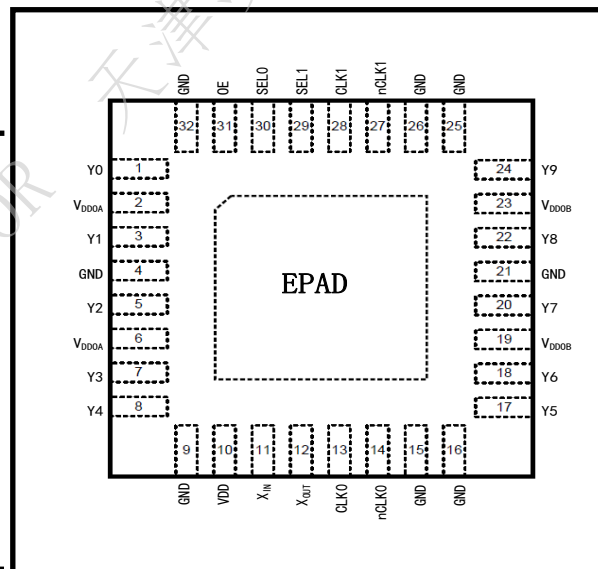 天津
OR
GND OE SEL0 SEL1 CLK1 nCLK1 GND GND
32 31 30 29 28 27 26 25
Y0 1 24 Y9
VDDOA 2 23 VDDOB
Y1 3 22 Y8
GND 4 21 GND
EPAD
Y2 5 20 Y7
VDDOA 6 19 VDDOB
Y3 7 18 Y6
Y4 8 17 Y5
9 10 11 12 13 14 15 16
GND VDD XIN XOUT CLK0 nCLK0 GND GND